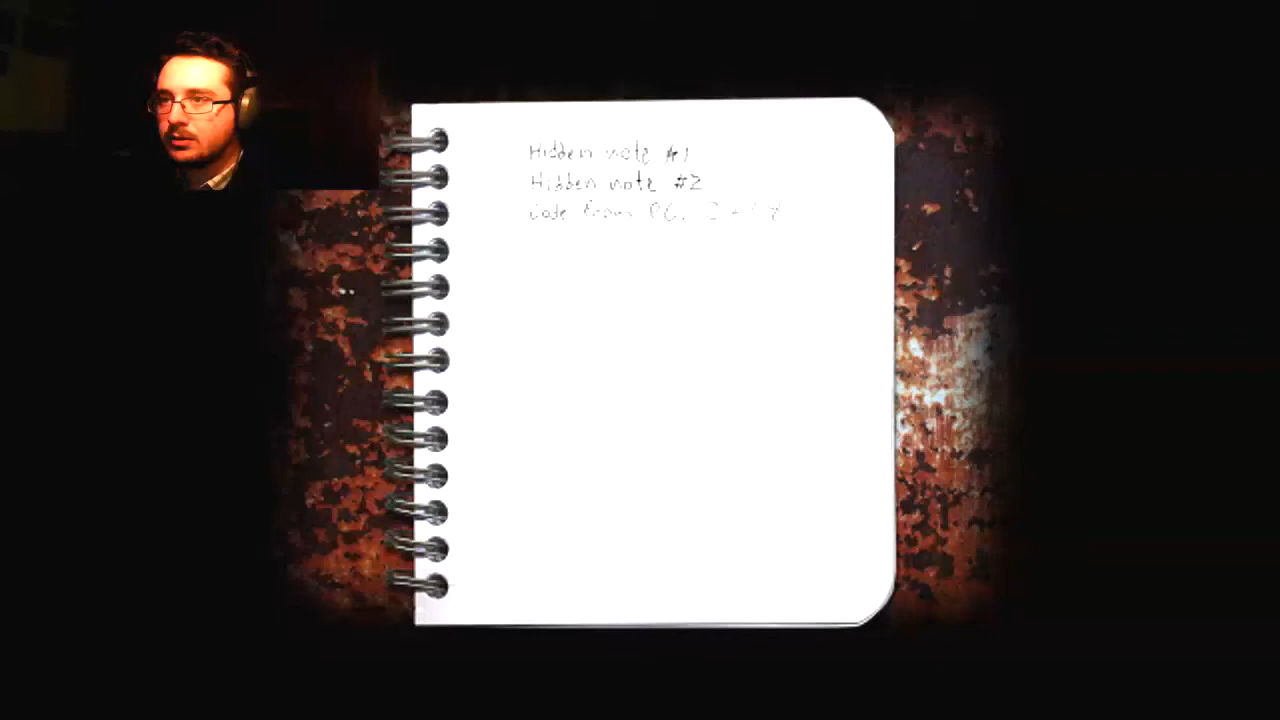 Hidden note #1
Hidden note #2
Code from PC: